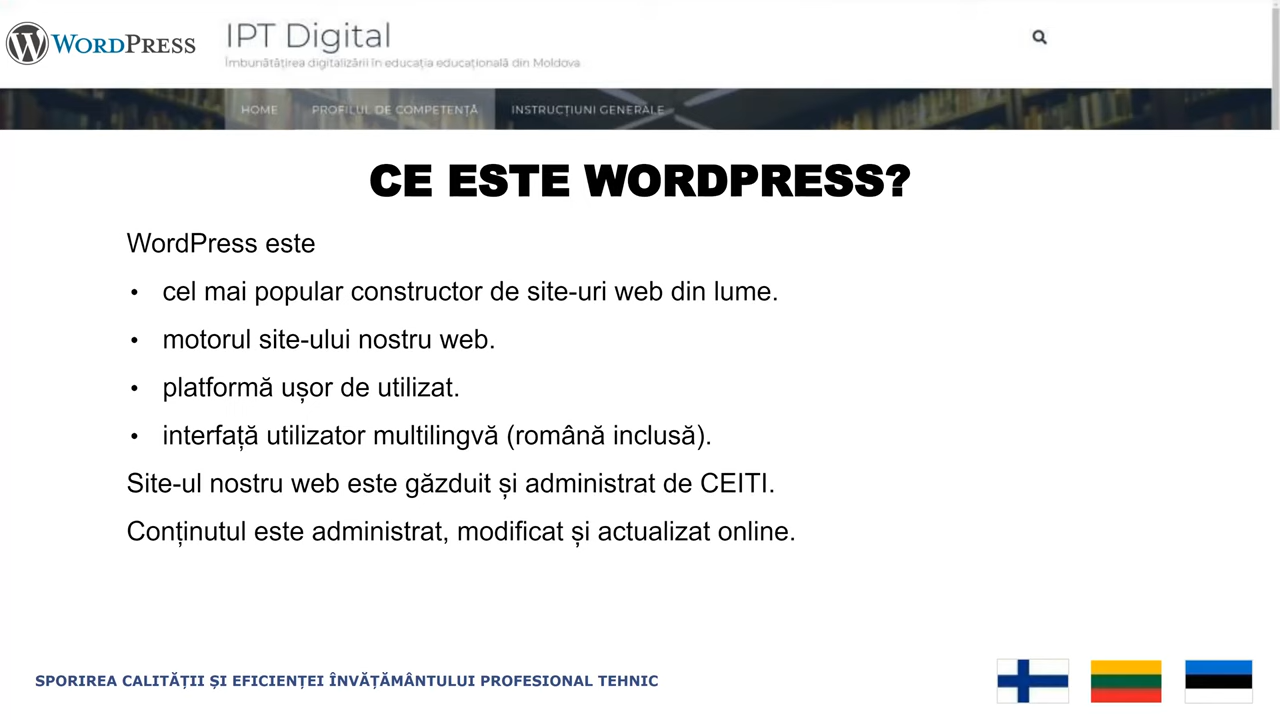 WORDPRESS
IPT Digital
Îmbunătățirea digitalizării în educația educațională din Moldova
HOME PROFILUL DE COMPETENȚĂ INSTRUCȚIUNI GENERALE
CE ESTE WORDPRESS?
WordPress este
• cel mai popular constructor de site-uri web din lume.
• motorul site-ului nostru web.
• platformă ușor de utilizat.
• interfață utilizator multilingvă (română inclusă).
Site-ul nostru web este găzduit și administrat de CEITI.
Conținutul este administrat, modificat și actualizat online.
SPORIREA CALITĂȚII ȘI EFICIENȚEI ÎNVĂȚĂMÂNTULUI PROFESIONAL TEHNIC